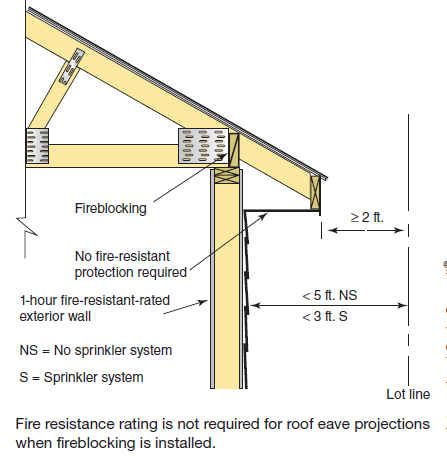 Fireblocking
≥ 2 ft.
No fire-resistant
protection required
1-hour fire-resistant-rated
exterior wall
< 5 ft. NS
< 3 ft. S
NS = No sprinkler system
S = Sprinkler system
Lot line
Fire resistance rating is not required for roof eave projections
when fireblocking is installed.